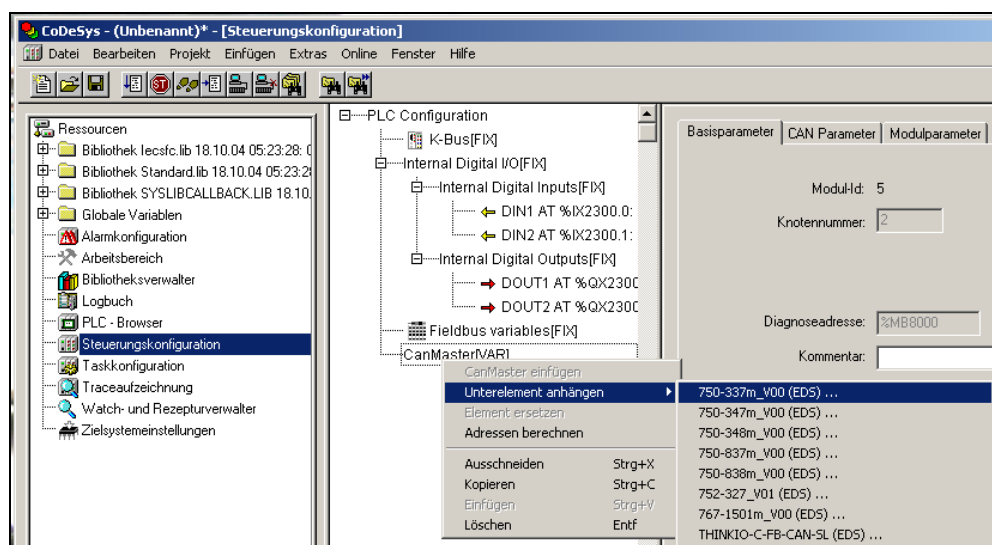 CoDeSys - (Unbenannt)* - [Steuerungskonfiguration]
Datei Bearbeiten Projekt Einfügen Extras Online Fenster Hilfe
Ressourcen
Bibliothek Iecsfc.lib 18.10.04 05:23:28: (
Bibliothek Standard.lib 18.10.04 05:23:2
Bibliothek SYSLIBCALLBACK.LIB 18.10.
Globale Variablen
Alarmkonfiguration
Arbeitsbereich
Bibliotheksverwalter
Logbuch
PLC - Browser
Steuerungskonfiguration
Taskkonfiguration
Traceaufzeichnung
Watch- und Rezepturverwalter
Zielsystemeinstellungen
PLC Configuration
K-Bus[FIX]
Internal Digital I/O[FIX]
Internal Digital Inputs[FIX]
DIN1 AT %IX2300.0:
DIN2 AT %IX2300.1:
Internal Digital Outputs[FIX]
DOUT1 AT %QX230
DOUT2 AT %QX230
Fieldbus variables[FIX]
CanMaster[VAR]
CanMaster einfügen
Unterelement anhängen
Element ersetzen
Adressen berechnen
Ausschneiden Strg+X
Kopieren Strg+C
Einfügen Strg+V
Löschen Entf
750-337m_V00 (EDS) ...
750-347m_V00 (EDS) ...
750-348m_V00 (EDS) ...
750-837m_V00 (EDS) ...
750-838m_V00 (EDS) ...
752-327_V01 (EDS) ...
767-1501m_V00 (EDS) ...
THINKIO-C-FB-CAN-SL (EDS) ...
Basisparameter CAN Parameter Modulparameter
Modul-Id: 5
Knotennummer: 2
Diagnoseadresse: %MB8000
Kommentar: